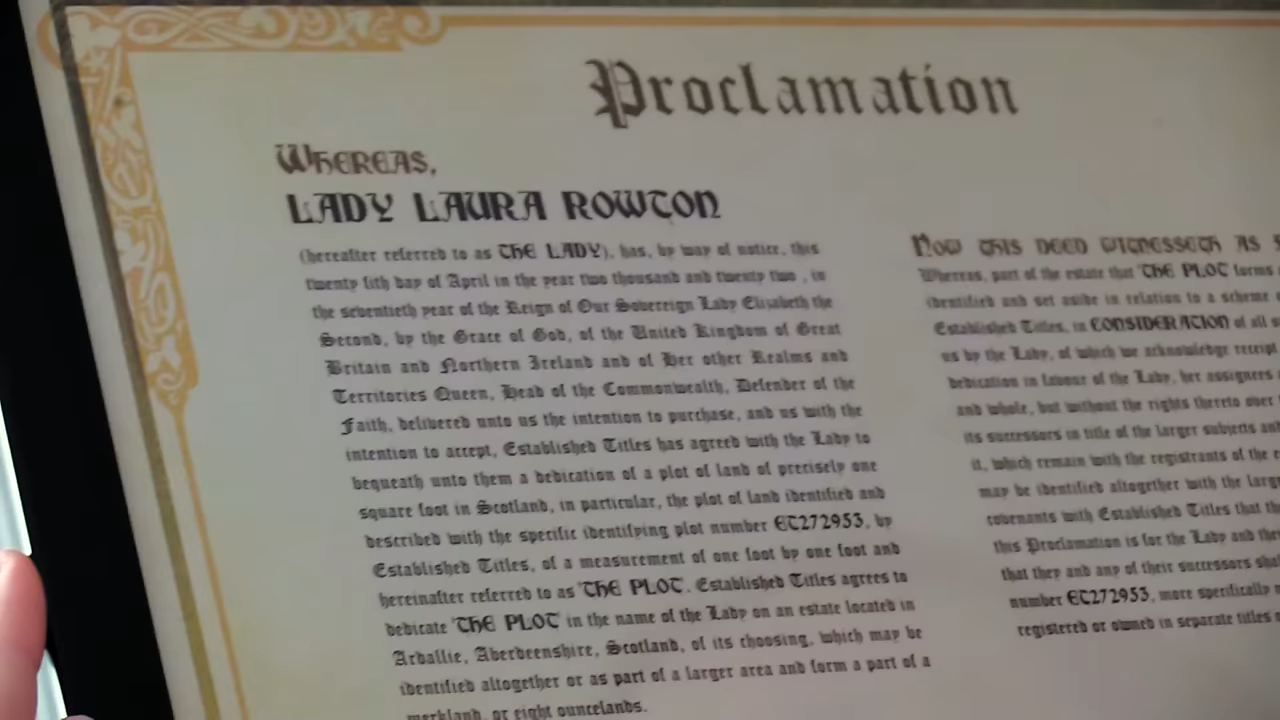 Proclamation
WHEREAS,
LADY LAURA ROWTON
(hereafter referred to as THE LADY), has, by way of notice, this
twenty fith day of April in the year two thousand and twenty two , in
the seventieth year of the Reign of Our Sovereign Lady Elizabeth the
Second, by the Grace of God, of the United Kingdom of Great
Britain and Northern Ireland and of Her other Realms and
Territories Queen, Head of the Commonwealth, Defender of the
Faith, delivered unto us the intention to purchase, and us with the
intention to accept, Established Titles has agreed with the Lady to
bequeath unto them a dedication of a plot of land of precisely one
square foot in Scotland, in particular, the plot of land identified and
described with the specific identifying plot number ET272953, by
Established Titles, of a measurement of one foot by one foot and
hereinafter referred to as 'THE PLOT'. Established Titles agrees to
dedicate 'THE PLOT' in the name of the Lady on an estate located in
Ardallie, Aberdeenshire, Scotland, of its choosing, which may be
identified altogether or as part of a larger area and form a part of a
merkland, or eight ouncelands.
NOW THIS DEED WITNESSETH AS
Whereas, part of the estate that 'THE PLOT' forms
identified and set aside in relation to a scheme
Established Titles, in CONSIDERATION of all
us by the Lady, of which we acknowledge receipt
dedication in favour of the Lady, her assigners
and whole, but without the rights thereto over
its successors in title of the larger subjects and
it, which remain with the registrants of the
may be identified altogether with the
covenants with Established Titles that
this Proclamation is for the Lady and
that they and any of their successors
number ET272953, more specifically
registered or owned in separate titles